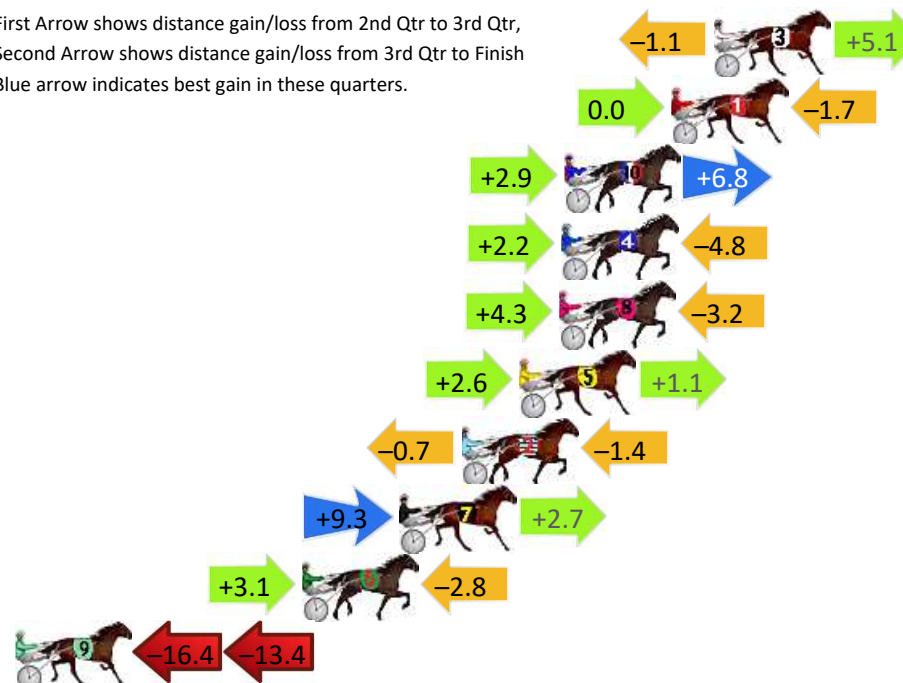 First Arrow shows distance gain/loss from 2nd Qtr to 3rd Qtr,
Second Arrow shows distance gain/loss from 3rd Qtr to Finish
Blue arrow indicates best gain in these quarters.
–1.1 3 +5.1
0.0 1 –1.7
+2.9 10 +6.8
+2.2 4 –4.8
+4.3 8 –3.2
+2.6 5 +1.1
–0.7 2 –1.4
+9.3 7 +2.7
+3.1 6 –2.8
9 –16.4 –13.4